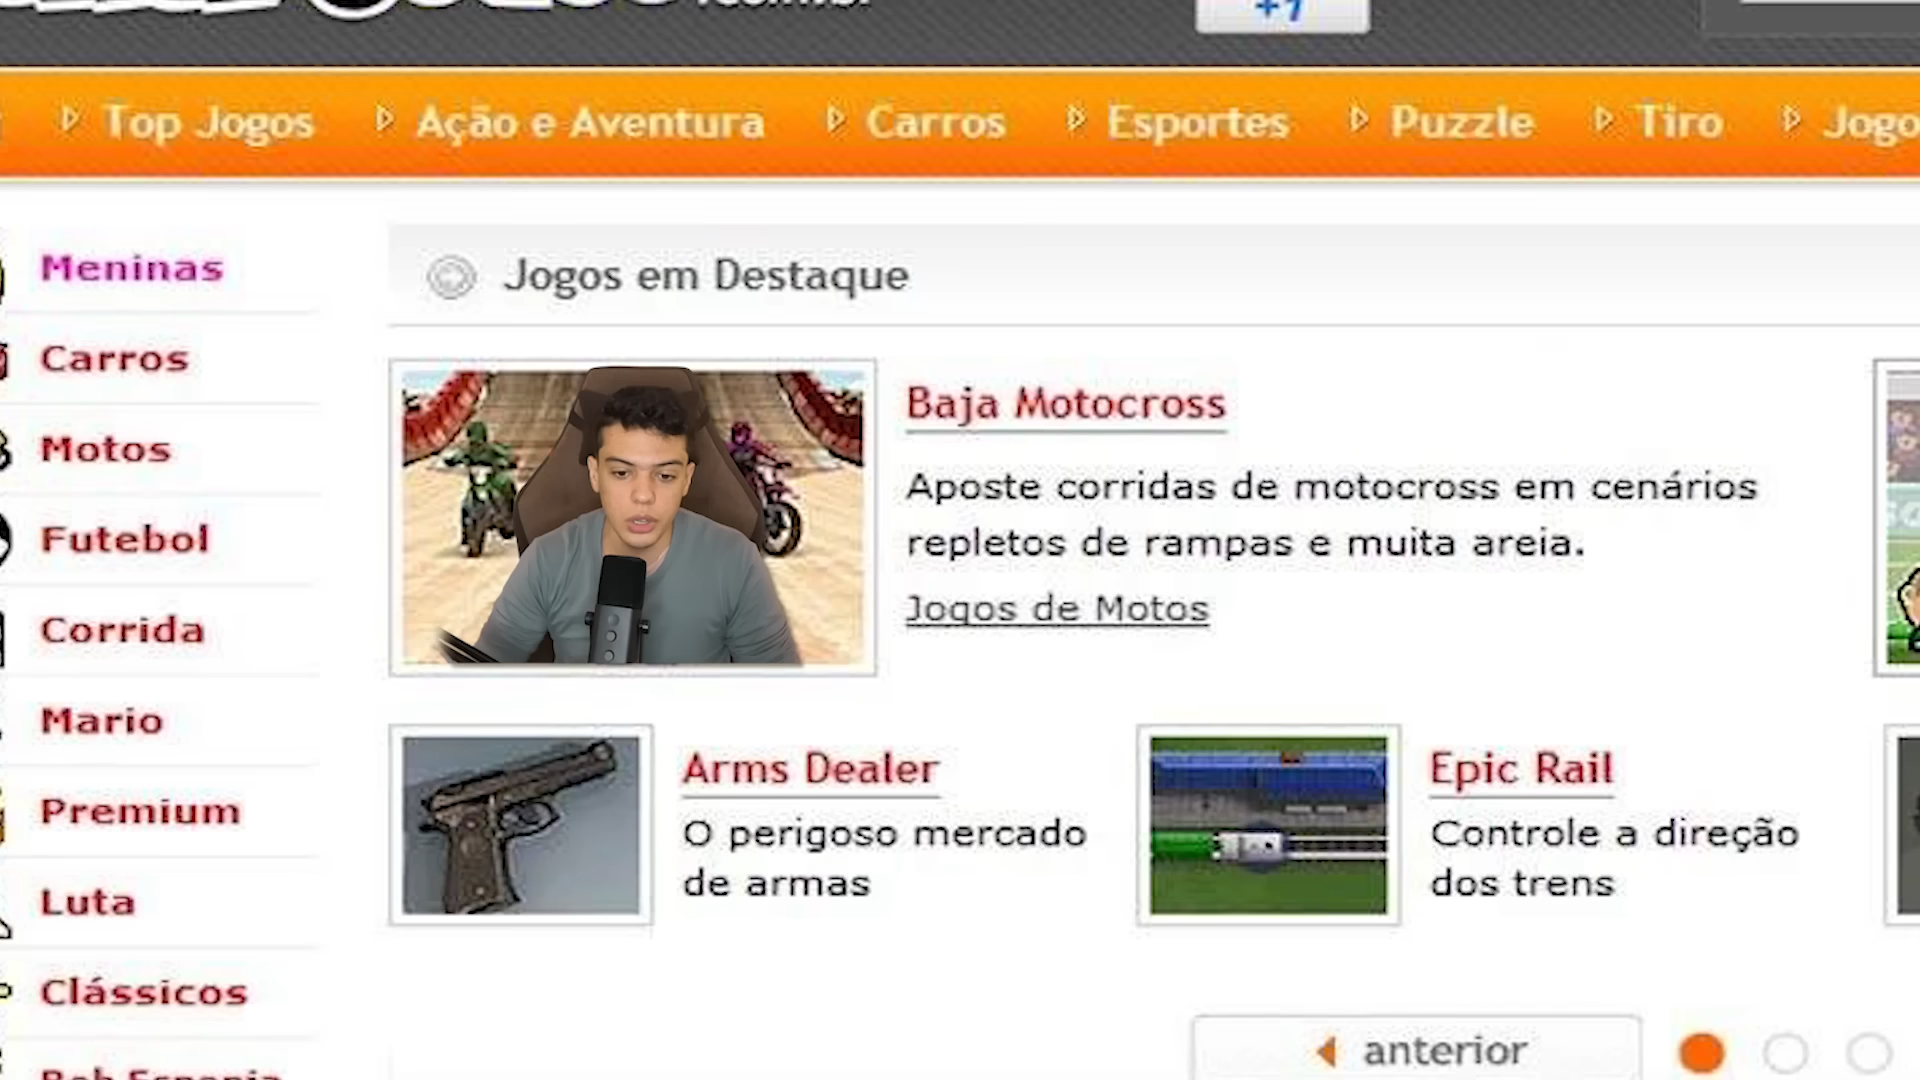 +1
Top Jogos
Ação e Aventura
Carros
Esportes
Puzzle
Tiro
Meninas
Carros
Motos
Futebol
Corrida
Mario
Premium
Luta
Clássicos
Jogos em Destaque
Baja Motocross
Aposte corridas de motocross em cenários
repletos de rampas e muita areia.
Jogos de Motos
Arms Dealer
O perigoso mercado
de armas
Epic Rail
Controle a direção
dos trens
anterior